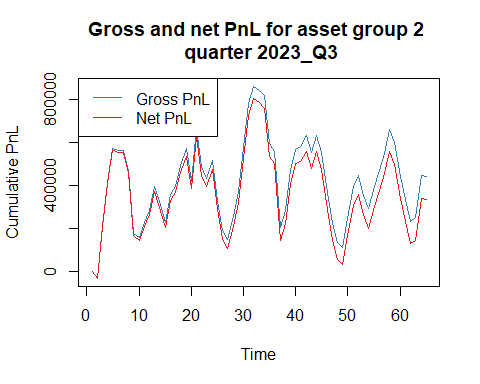 Gross and net PnL for asset group 2
quarter 2023_Q3
Cumulative PnL
0
400000
800000
Gross PnL
Net PnL
0 10 20 30 40 50 60
Time